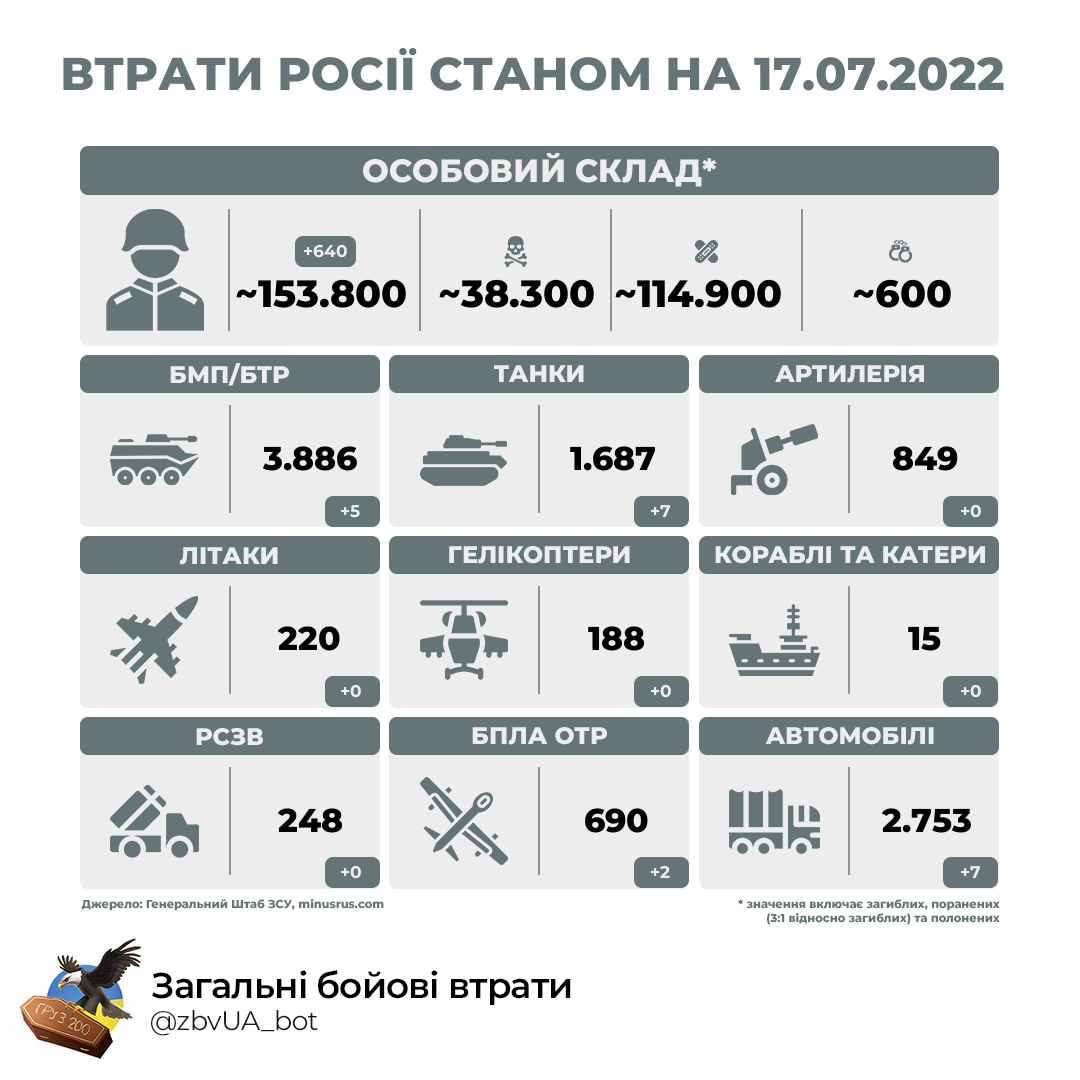 ВТРАТИ РОСІЇ СТАНОМ НА 17.07.2022
ОСОБОВИЙ СКЛАД*
+640
~153.800
~38.300
~114.900
~600
БМП/БТР
3.886
+5
ТАНКИ
1.687
+7
АРТИЛЕРІЯ
849
+0
ЛІТАКИ
220
+0
ГЕЛІКОПТЕРИ
188
+0
КОРАБЛІ ТА КАТЕРИ
15
+0
РСЗВ
248
+0
БПЛА ОТР
690
+2
АВТОМОБІЛІ
2.753
+7
Джерело: Генеральний Штаб ЗСУ, minusrus.com
* значення включає загиблих, поранених
(3:1 відносно загиблих) та полонених
ГРУЗ 200
Загальні бойові втрати
@zbvUA_bot